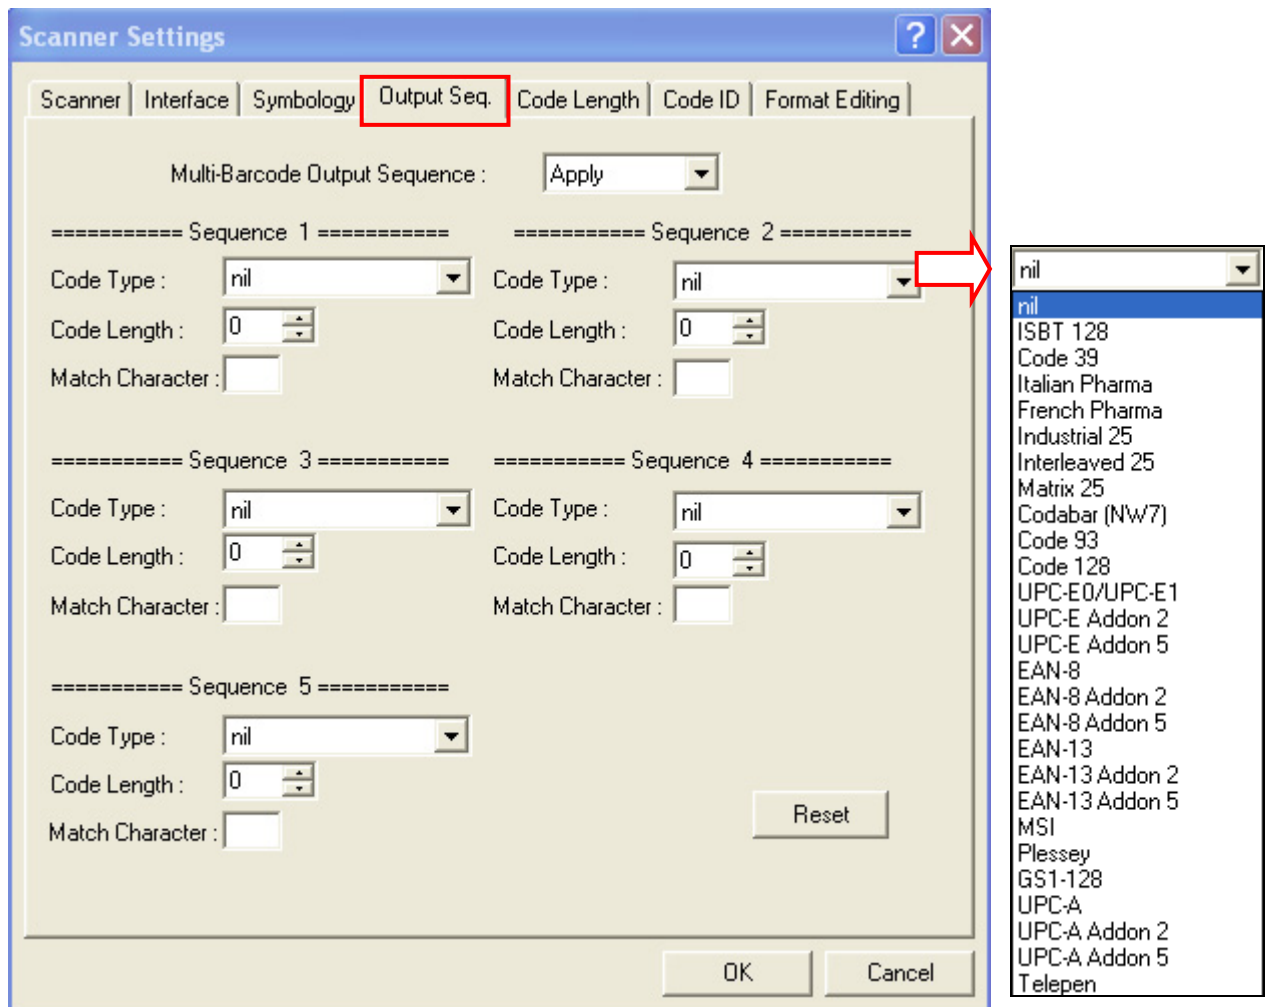 Scanner Settings
Scanner Interface Symbology Output Seq. Code Length Code ID Format Editing
Multi-Barcode Output Sequence : Apply
=========== Sequence 1 ===========
Code Type : nil
Code Length : 0
Match Character :
=========== Sequence 2 ===========
Code Type : nil
Code Length : 0
Match Character :
=========== Sequence 3 ===========
Code Type : nil
Code Length : 0
Match Character :
=========== Sequence 4 ===========
Code Type : nil
Code Length : 0
Match Character :
=========== Sequence 5 ===========
Code Type : nil
Code Length : 0
Match Character :
Reset
OK Cancel
nil
nil
ISBT 128
Code 39
Italian Pharma
French Pharma
Industrial 25
Interleaved 25
Matrix 25
Codabar (NW7)
Code 93
Code 128
UPC-E0/UPC-E1
UPC-E Addon 2
UPC-E Addon 5
EAN-8
EAN-8 Addon 2
EAN-8 Addon 5
EAN-13
EAN-13 Addon 2
EAN-13 Addon 5
MSI
Plessey
GS1-128
UPC-A
UPC-A Addon 2
UPC-A Addon 5
Telepen